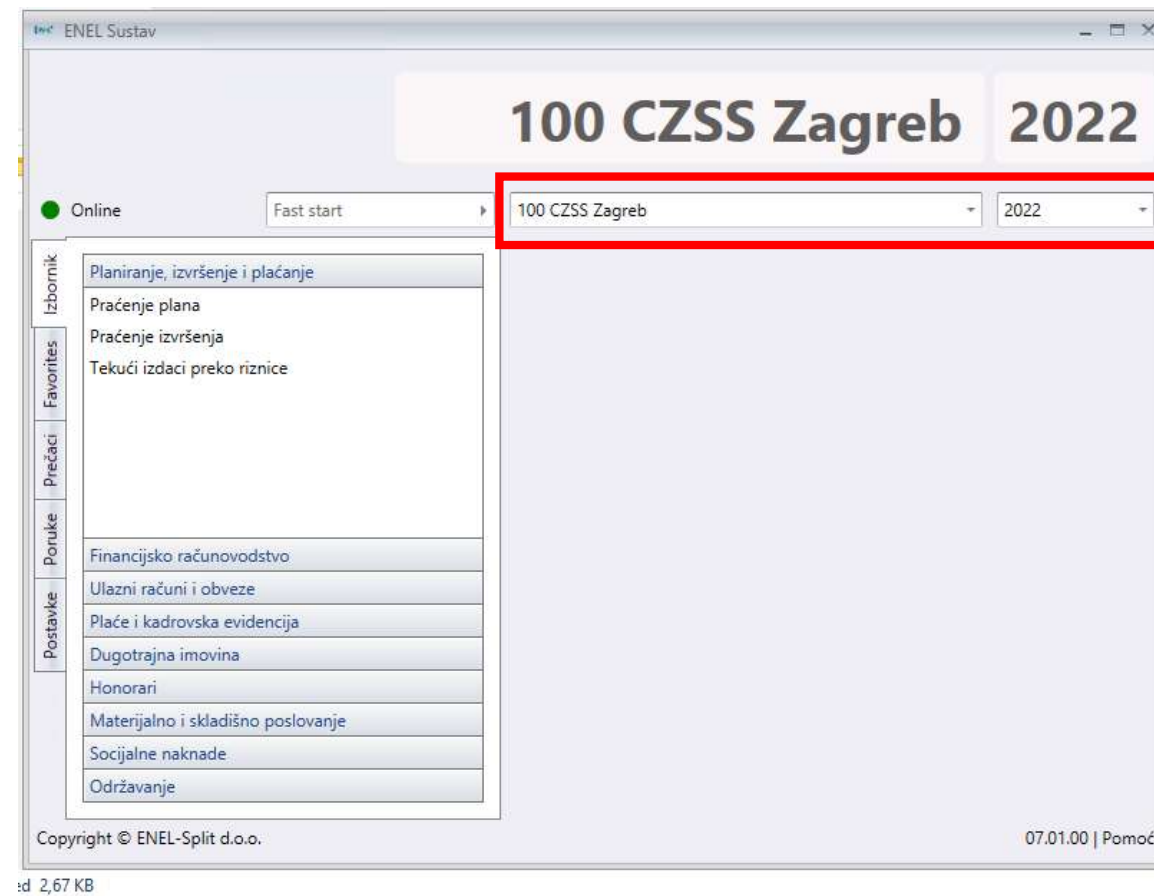 ENEL Sustav
100 CZSS Zagreb 2022
Online Fast start 100 CZSS Zagreb 2022
Izbornik
Favorites
Prečaci
Poruke
Postavke
Planiranje, izvršenje i plaćanje
Praćenje plana
Praćenje izvršenja
Tekući izdaci preko riznice
Financijsko računovodstvo
Ulazni računi i obveze
Plaće i kadrovska evidencija
Dugotrajna imovina
Honorari
Materijalno i skladišno poslovanje
Socijalne naknade
Održavanje
Copyright © ENEL-Split d.o.o. 07.01.00 | Pomoć
2,67 KB